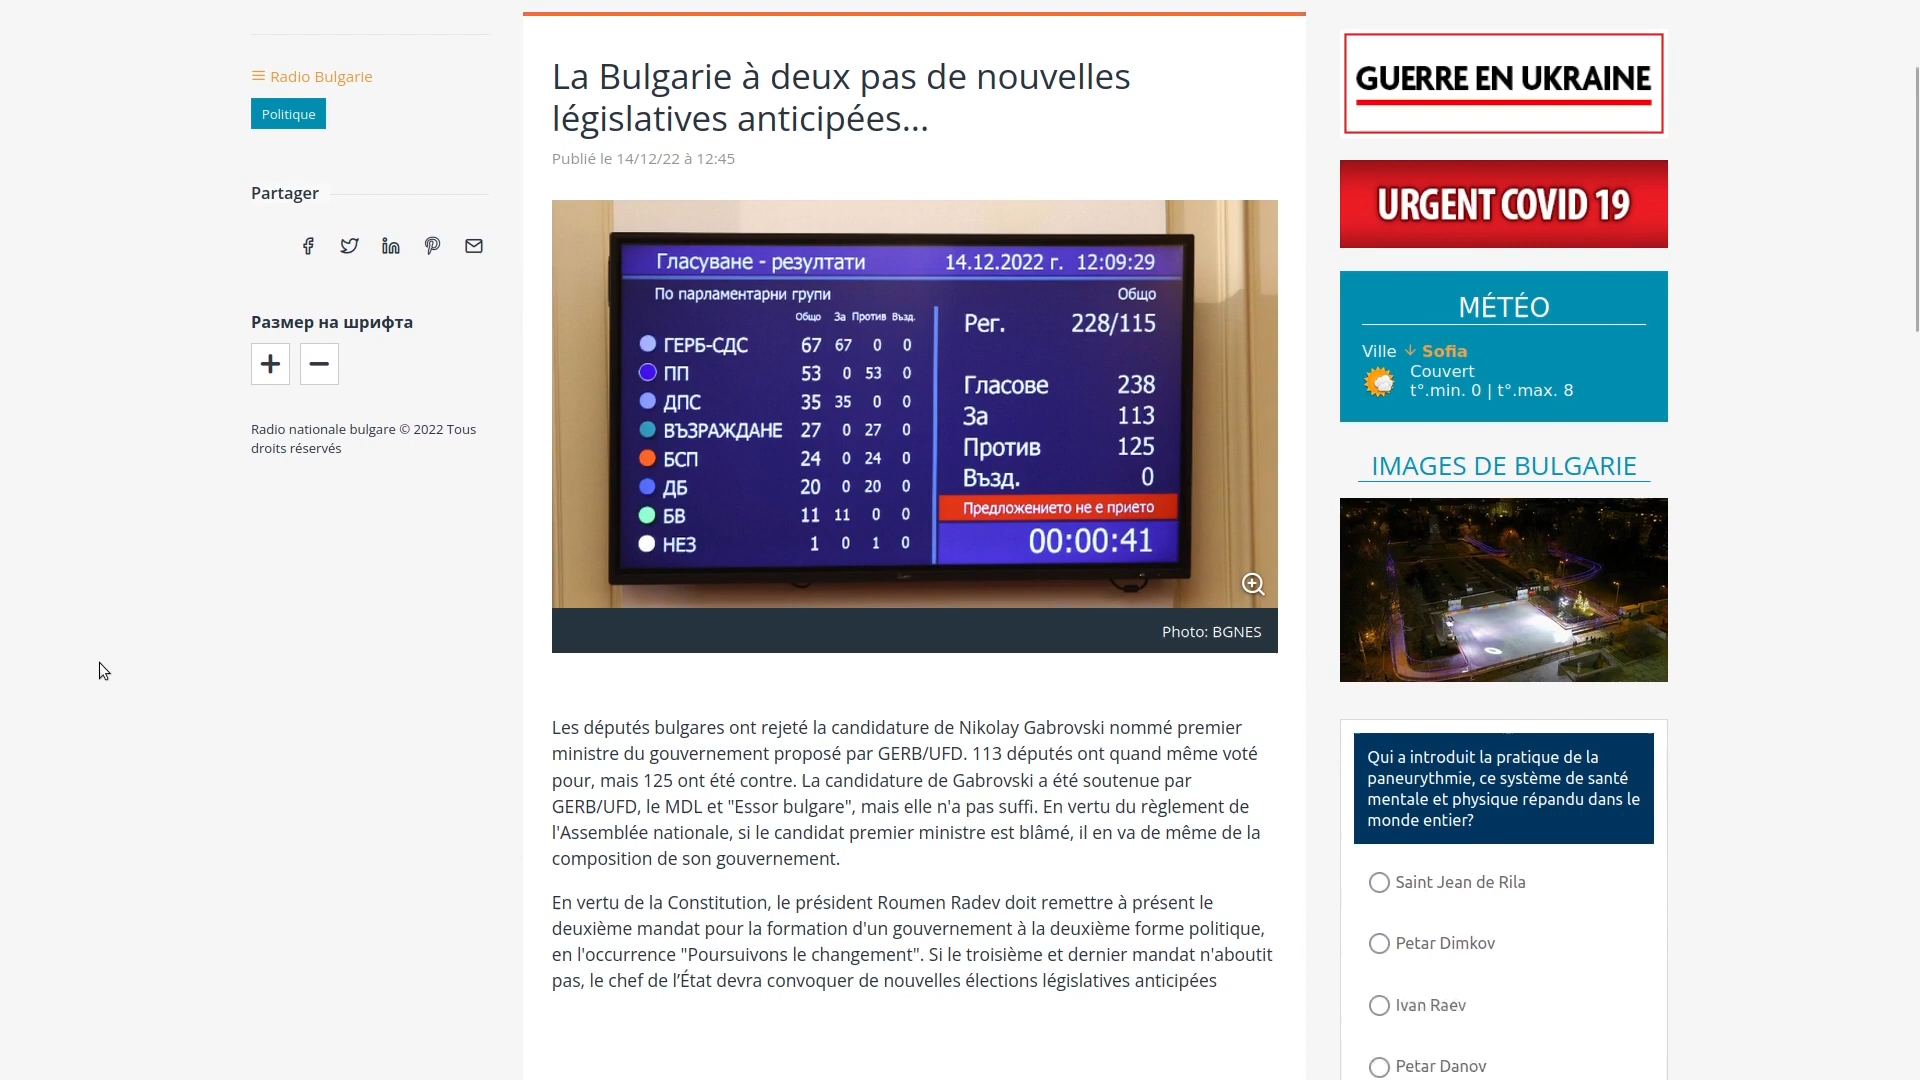 Radio Bulgarie
Politique
Partager
Размер на шрифта
Radio nationale bulgare © 2022 Tous
droits réservés
La Bulgarie à deux pas de nouvelles
législatives anticipées...
Publié le 14/12/22 à 12:45
Гласуване - резултати 14.12.2022 г. 12:09:29
По парламентарни групи
Общо За Против Възд.
ГЕРБ-СДС 67 67 0 0
ПП 53 0 53 0
ДПС 35 35 0 0
ВЪЗРАЖДАНЕ 27 0 27 0
БСП 24 0 24 0
ДБ 20 0 20 0
БВ 11 11 0 0
НЕЗ 1 0 1 0
Общо
Рег. 228/115
Гласове 238
За 113
Против 125
Възд. 0
Предложението не е прието
00:00:41
Photo: BGNES
Les députés bulgares ont rejeté la candidature de Nikolay Gabrovski nommé premier
ministre du gouvernement proposé par GERB/UFD. 113 députés ont quand même voté
pour, mais 125 ont été contre. La candidature de Gabrovski a été soutenue par
GERB/UFD, le MDL et "Essor bulgare", mais elle n'a pas suffi. En vertu du règlement de
l'Assemblée nationale, si le candidat premier ministre est blâmé, il en va de même de la
composition de son gouvernement.
En vertu de la Constitution, le président Roumen Radev doit remettre à présent le
deuxième mandat pour la formation d'un gouvernement à la deuxième forme politique,
en l'occurrence "Poursuivons le changement". Si le troisième et dernier mandat n'aboutit
pas, le chef de l’État devra convoquer de nouvelles élections législatives anticipées
GUERRE EN UKRAINE
URGENT COVID 19
MÉTÉO
Ville Sofia
Couvert
t°.min. 0 | t°.max. 8
IMAGES DE BULGARIE
Qui a introduit la pratique de la
paneurythmie, ce système de santé
mentale et physique répandu dans le
monde entier?
Saint Jean de Rila
Petar Dimkov
Ivan Raev
Petar Danov